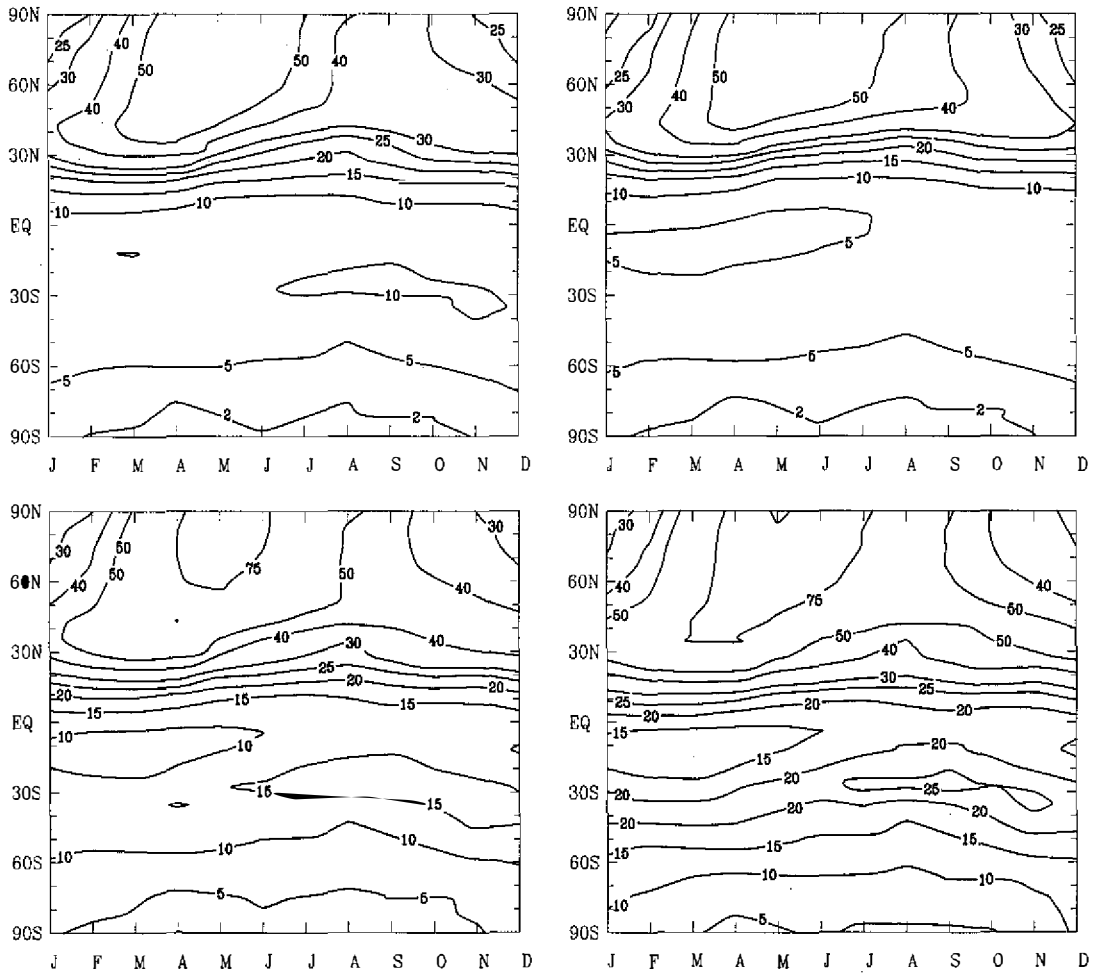 90N
25 40 40 25
50 50
60N
30 30
40
30
25
30N
20
15
10 10 10
EQ
30S
10
60S
5 5 5
2 2
90S
J F M A M J J A S O N D
90N
40 30 25
25 50
60N
30 40 50 40
30N
20
15
10 10
EQ
5 5
30S
60S
5 5 5
2 2
90S
J F M A M J J A S O N D
90N
50 30
30
50 75 50
60N
40 40
40 40
30N
30
25
20 20 20
15 15 15
EQ
10 10
30S
15 15
10 10 10
60S
5 5
90S
J F M A M J J A S O N D
90N
30
40
60N
40
50 75 50
50 50
40
30N
30
25 25
20 20 20
EQ
15 15 20
30S
20 20 25
20 20 20
15 15 15
60S
10 10 10
5
90S
J F M A M J J A S O N D